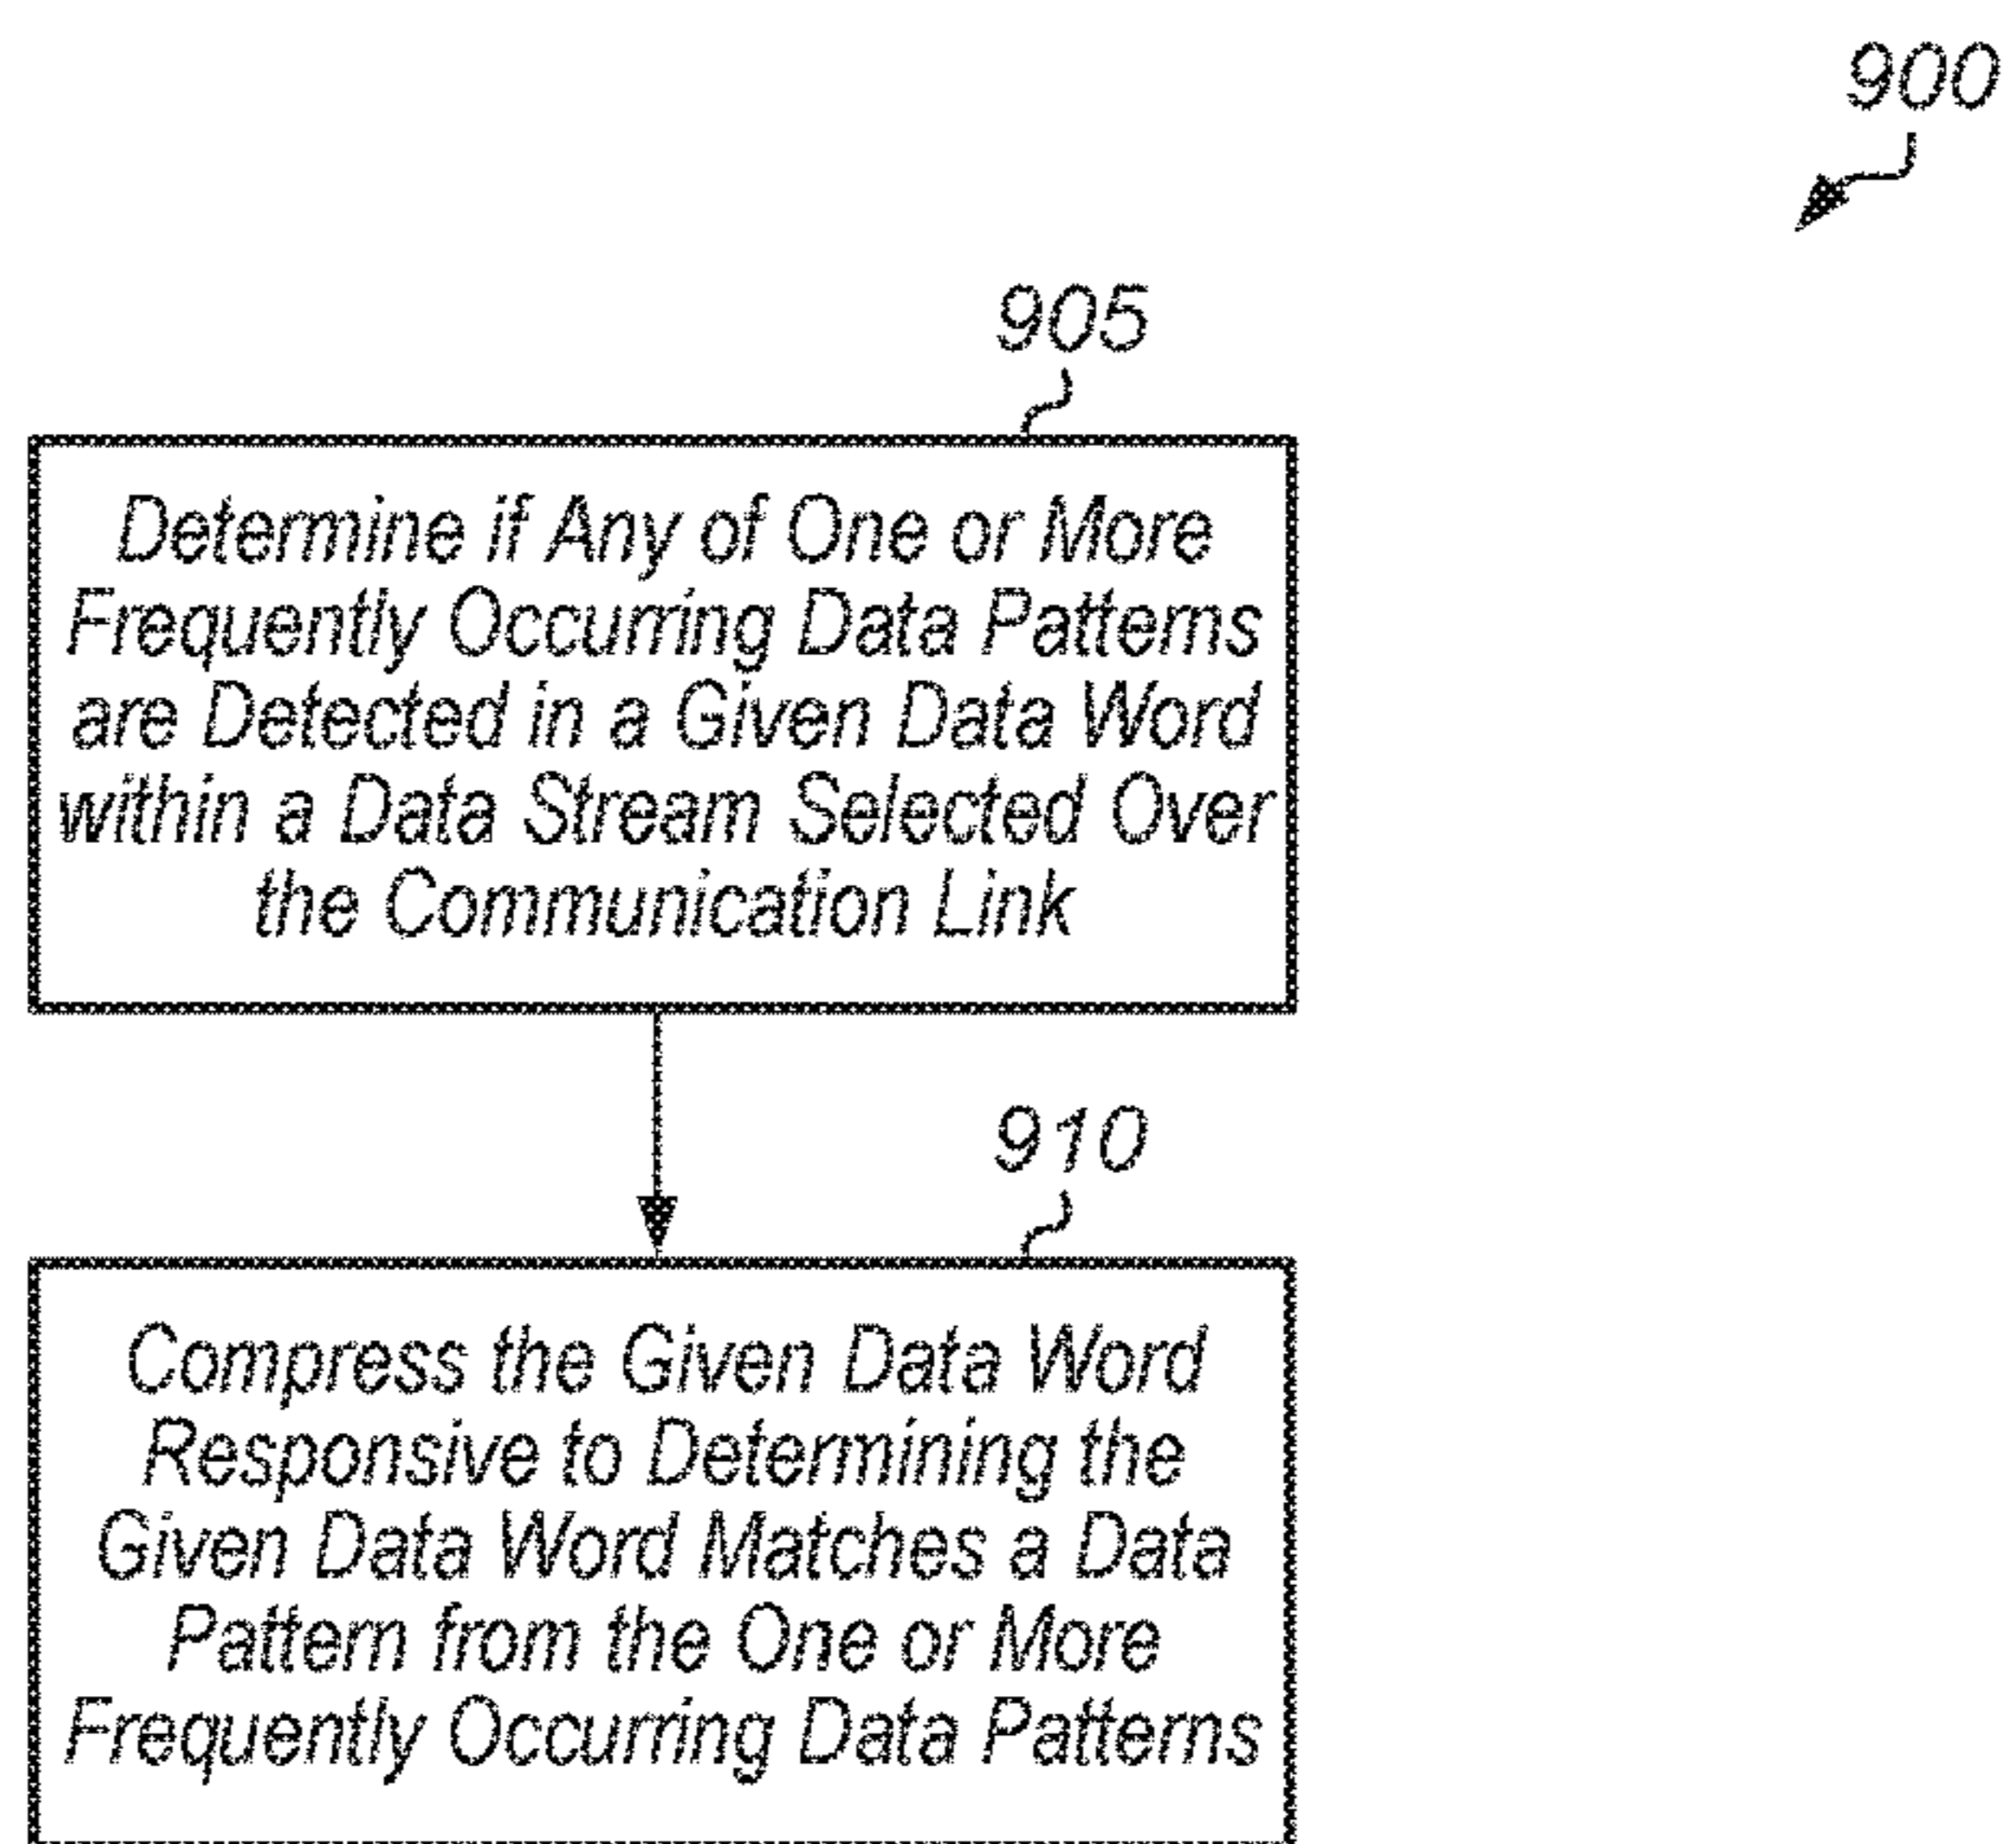 900
905
Determine if Any of One or More
Frequently Occurring Data Patterns
are Detected in a Given Data Word
within a Data Stream Selected Over
the Communication Link
910
Compress the Given Data Word
Responsive to Determining the
Given Data Word Matches a Data
Pattern from the One or More
Frequently Occurring Data Patterns